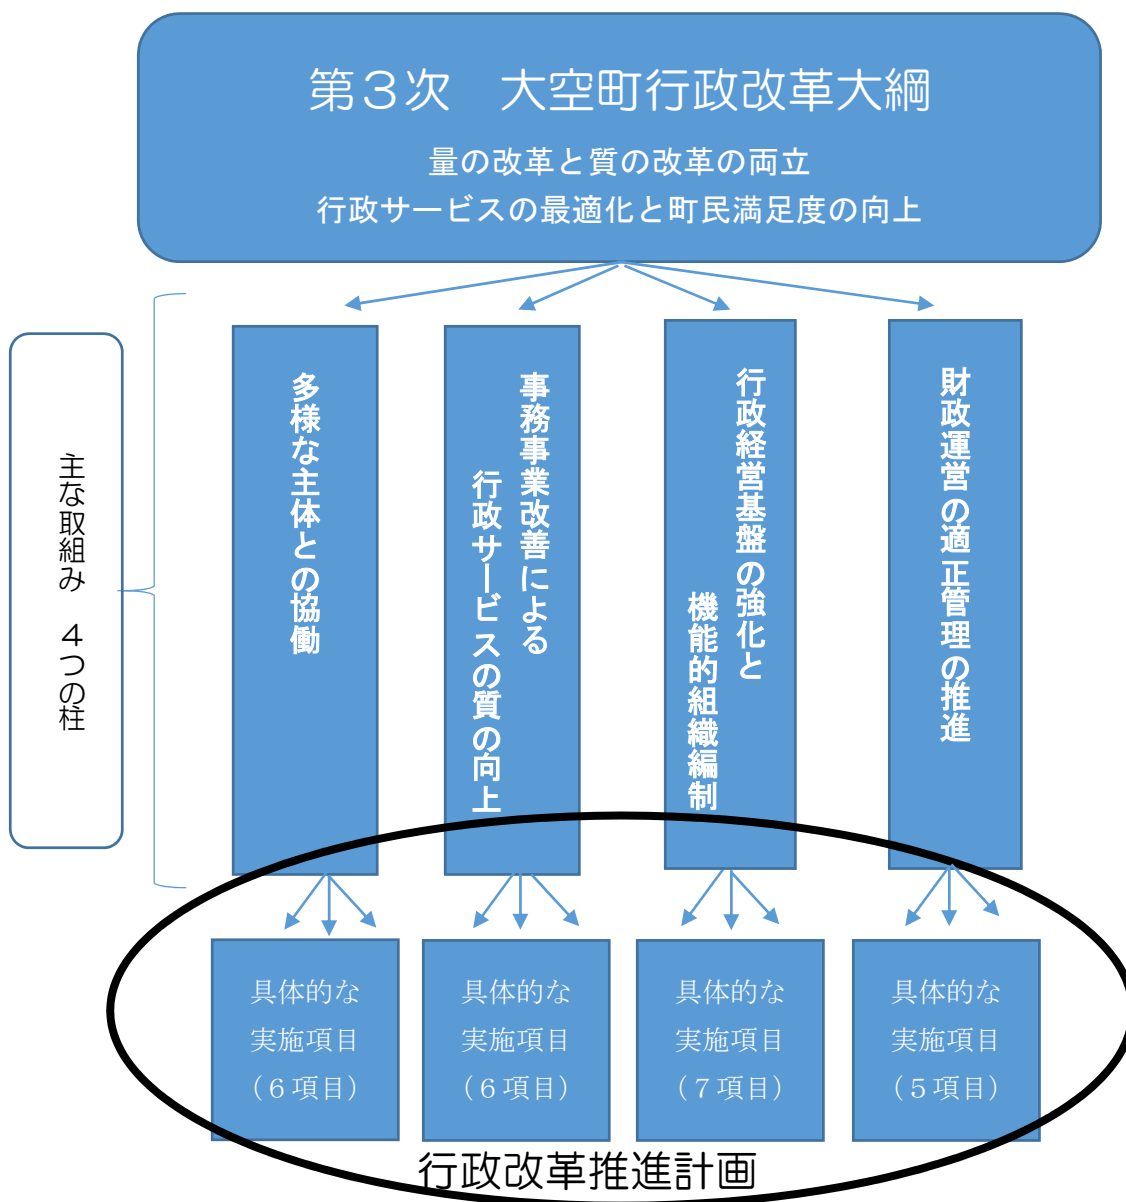 第３次　大空町行政改革大綱
量の改革と質の改革の両立
行政サービスの最適化と町民満足度の向上
主な取組み　４つの柱
多様な主体との協働
事務事業改善による
行政サービスの質の向上
行政経営基盤の強化と
機能的組織編制
財政運営の適正管理の推進
具体的な
実施項目
（６項目）
具体的な
実施項目
（６項目）
具体的な
実施項目
（７項目）
具体的な
実施項目
（５項目）
行政改革推進計画